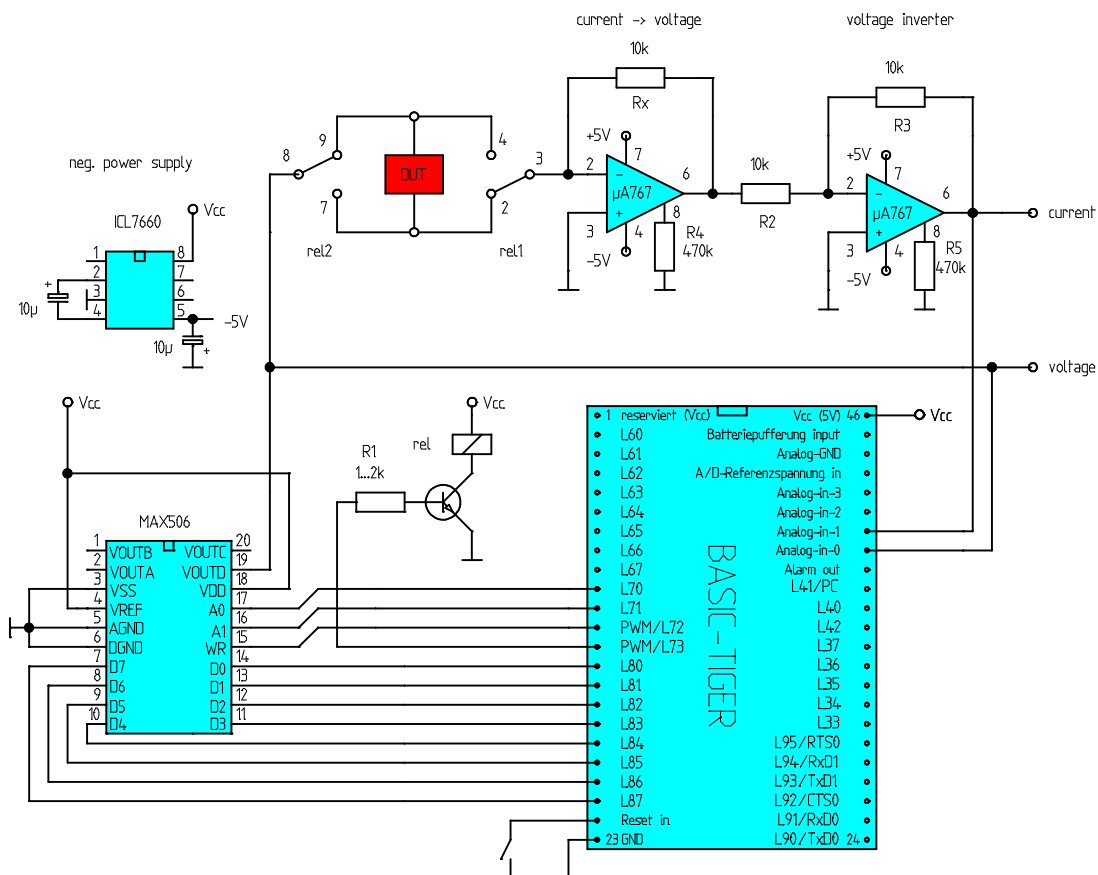 current -> voltage
voltage inverter
10k
Rx
10k
R3
+5V
7
2
−
µA767
+
3
6
8
4
-5V
R4
470k
10k
R2
+5V
7
2
−
µA767
+
3
6
8
4
-5V
R5
470k
current
voltage
8
9
7
rel2
DUT
4
3
2
rel1
neg. power supply
ICL7660
Vcc
1
2
3
4
8
7
6
5
+
10µ
-5V
10µ
+
Vcc
Vcc
rel
R1
1...2k
MAX506
1 VOUTB VOUTC 20
2 VOUTA VOUTD 19
3 VSS VDD 18
4 VREF A0 17
5 AGND A1 16
6 DGND WR 15
7 D7 D0 14
8 D6 D1 13
9 D5 D2 12
10 D4 D3 11
BASIC-TIGER
1 reserviert (Vcc) Vcc (5V) 46
Vcc
L60 Batteriepufferung input
L61 Analog-GND
L62 A/D-Referenzspannung in
L63 Analog-in-3
L64 Analog-in-2
L65 Analog-in-1
L66 Analog-in-0
L67 Alarm out
L70 L41/PC
L71 L40
PWM/L72 L42
PWM/L73 L37
L80 L36
L81 L35
L82 L34
L83 L33
L84 L95/RTS0
L85 L94/RxD1
L86 L93/TxD1
L87 L92/CTS0
Reset in L91/RxD0
23 GND L90/TxD0 24